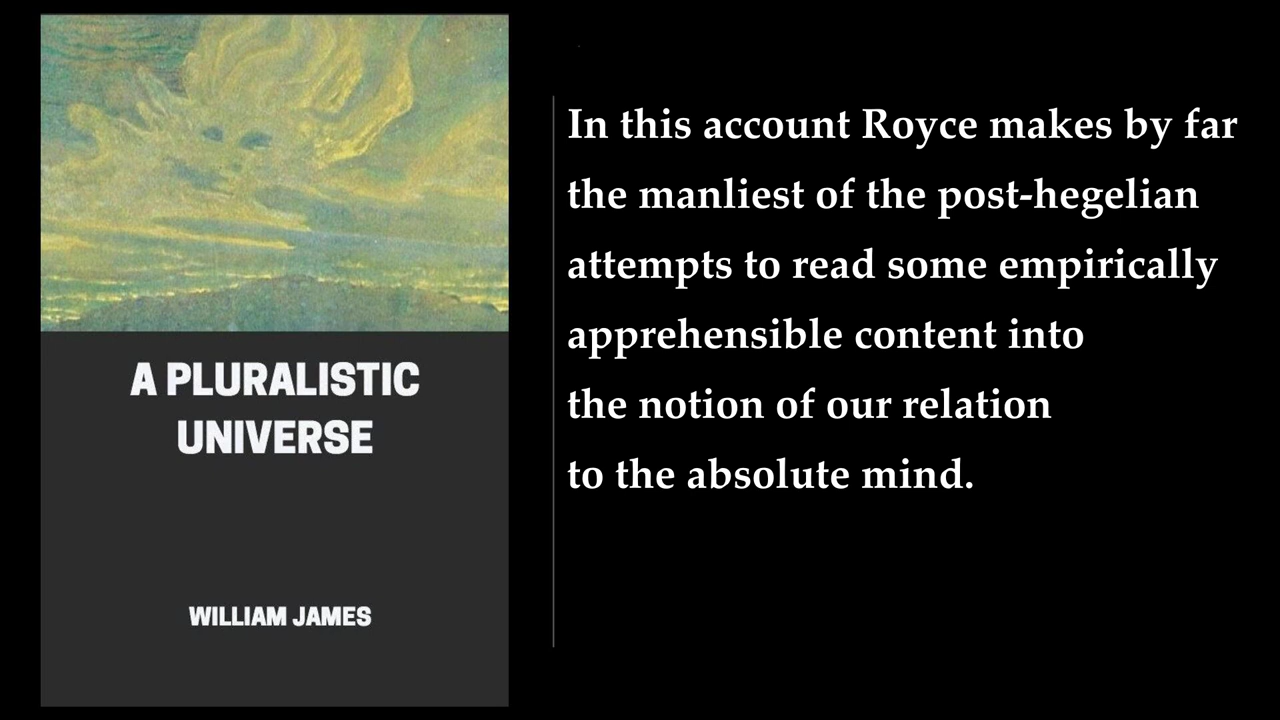 A PLURALISTIC
UNIVERSE
WILLIAM JAMES
In this account Royce makes by far
the manliest of the post-hegelian
attempts to read some empirically
apprehensible content into
the notion of our relation
to the absolute mind.